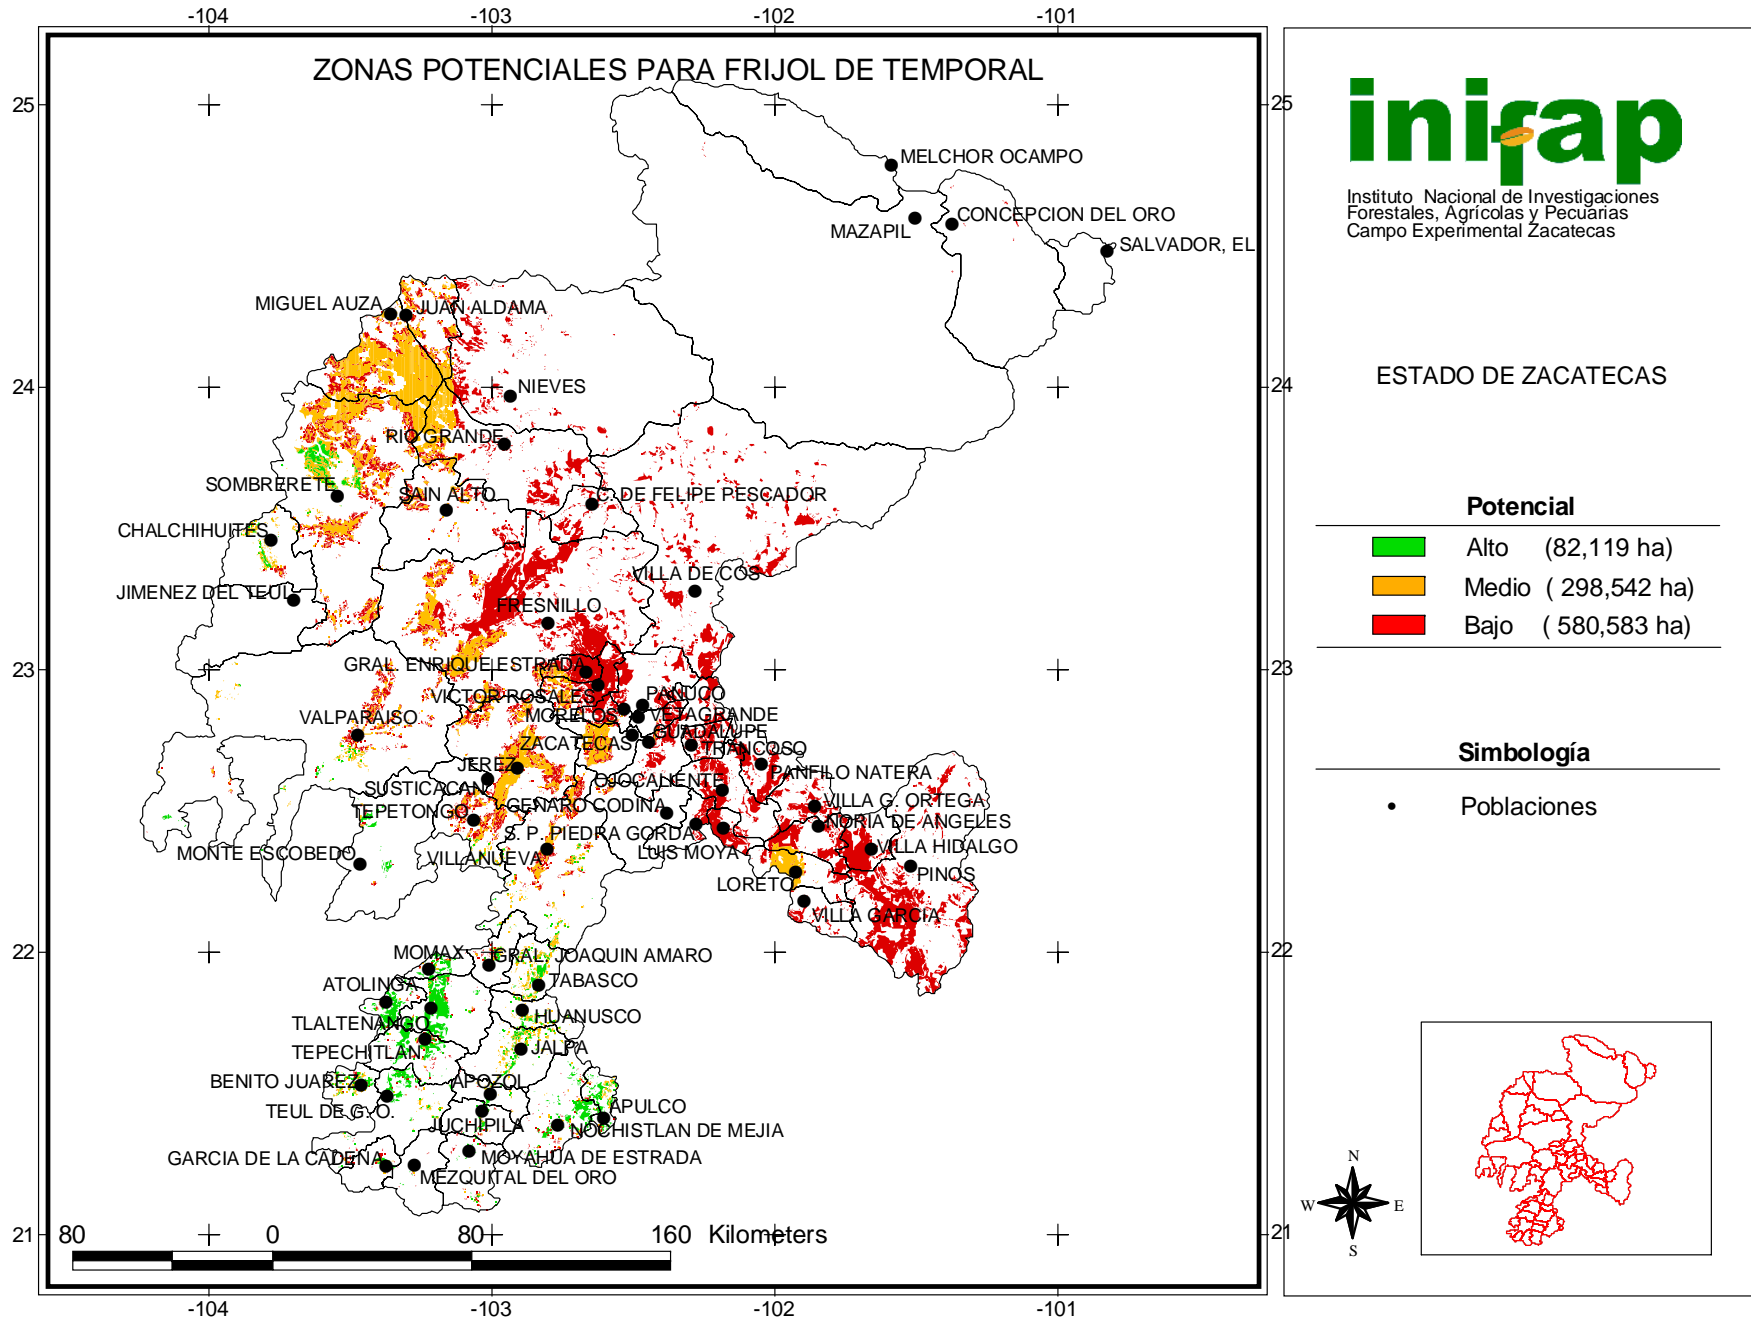 -104 -103 -102 -101
ZONAS POTENCIALES PARA FRIJOL DE TEMPORAL
25 25
MELCHOR OCAMPO
CONCEPCION DEL ORO
MAZAPIL
SALVADOR, EL
MIGUEL AUZA
JUAN ALDAMA
24 24
NIEVES
RIO GRANDE
SOMBRERETE
SAIN ALTO
C. DE FELIPE PESCADOR
CHALCHIHUITES
VILLA DE COS
JIMENEZ DEL TEUL
FRESNILLO
23 23
GRAL. ENRIQUE ESTRADA
VICTOR ROSALES
PANUCO
VALPARAISO
MORELOS
VETAGRANDE
GUADALUPE
ZACATECAS
TRANCOSO
JEREZ
OJOCALIENTE
PANFILO NATERA
SUSTICACAN
TEPETONGO
GENARO CODINA
VILLA G. ORTEGA
NORIA DE ANGELES
S. P. PIEDRA GORDA
VILLA HIDALGO
MONTE ESCOBEDO
VILLANUEVA
LUIS MOYA
PINOS
LORETO
VILLA GARCIA
22 22
MOMAX
GRAL. JOAQUIN AMARO
ATOLINGA
TABASCO
TLALTENANGO
HUANUSCO
TEPECHITLAN
JALPA
BENITO JUAREZ
APOZOL
TEUL DE G. O.
APULCO
JUCHIPILA
NOCHISTLAN DE MEJIA
GARCIA DE LA CADENA
MOYAHUA DE ESTRADA
MEZQUITAL DEL ORO
21 21
80 0 80 160 Kilometers
-104 -103 -102 -101
inifap
Instituto Nacional de Investigaciones
Forestales, Agrícolas y Pecuarias
Campo Experimental Zacatecas
ESTADO DE ZACATECAS
Potencial
Alto (82,119 ha)
Medio ( 298,542 ha)
Bajo ( 580,583 ha)
Simbología
Poblaciones
N
W E
S